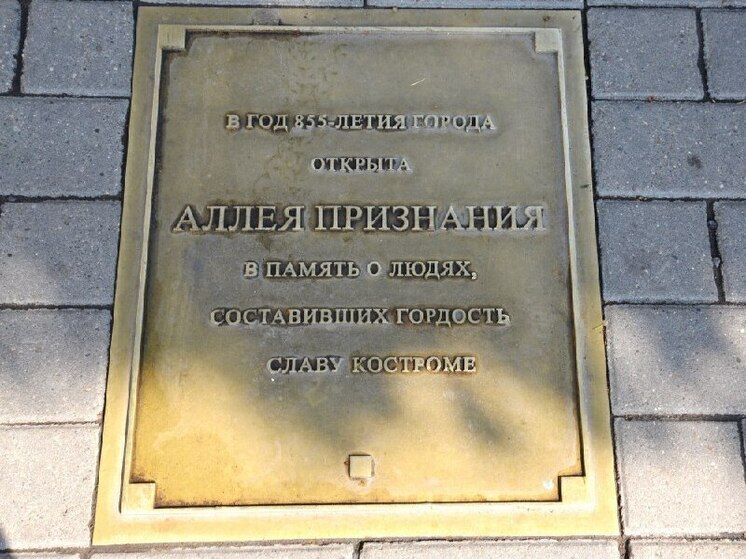 В ГОД 855-ЛЕТИЯ ГОРОДА
ОТКРЫТА
АЛЛЕЯ ПРИЗНАНИЯ
В ПАМЯТЬ О ЛЮДЯХ,
СОСТАВИВШИХ ГОРДОСТЬ
СЛАВУ КОСТРОМЕ